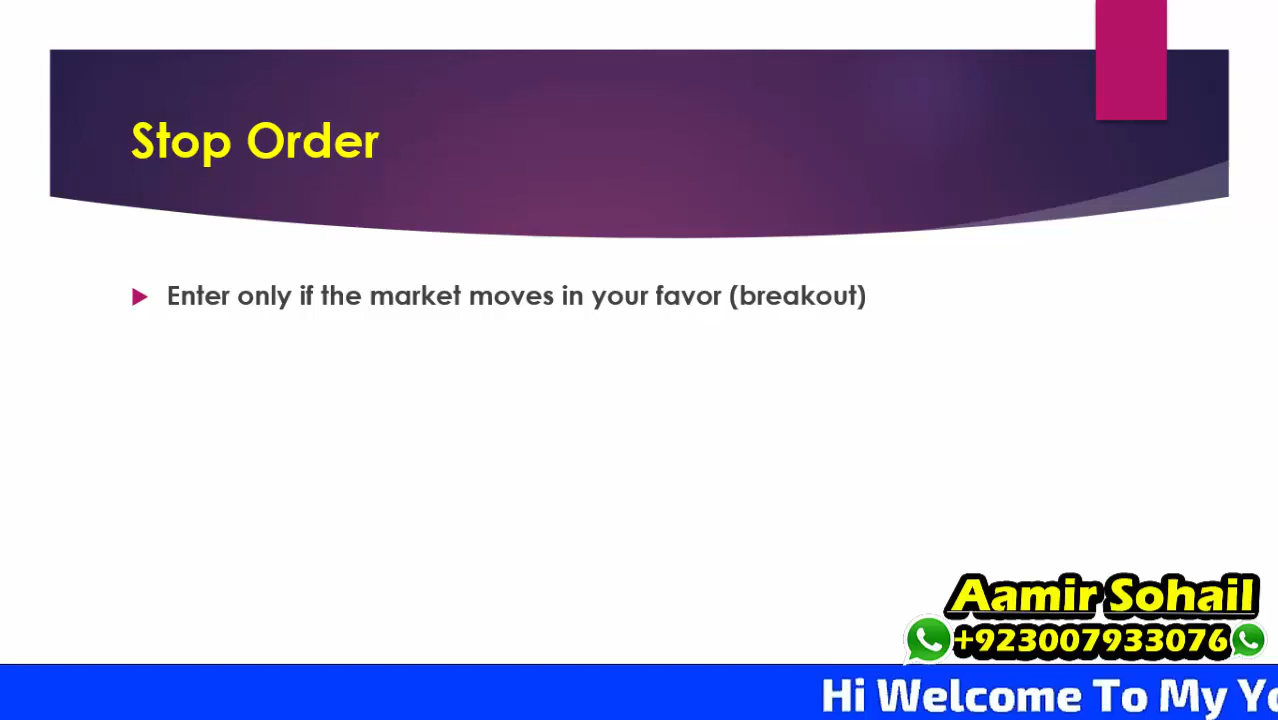 Stop Order
Enter only if the market moves in your favor (breakout)
Aamir Sohail
+923007933076
Hi Welcome To My Yo